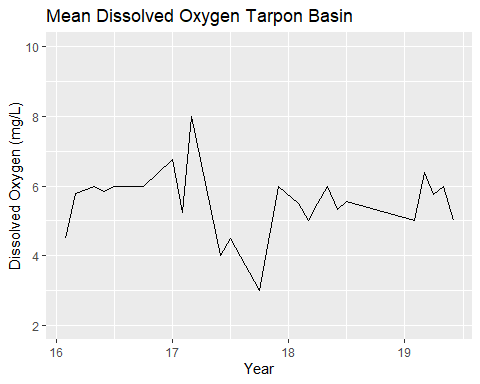 Mean Dissolved Oxygen Tarpon Basin
Dissolved Oxygen (mg/L)
10
8
6
4
2
16 17 18 19
Year